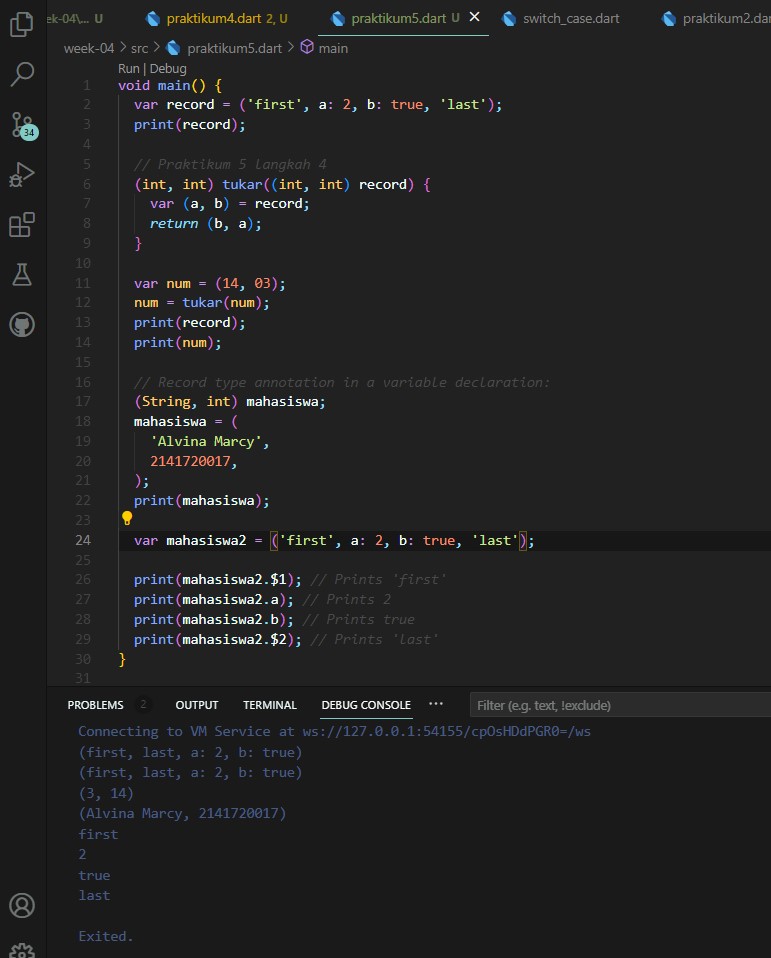 ek-04\... U praktikum4.dart 2, U praktikum5.dart U switch_case.dart praktikum2.da
week-04 > src > praktikum5.dart > main
Run | Debug
1 void main() {
2 var record = ('first', a: 2, b: true, 'last');
3 print(record);
4
5 // Praktikum 5 langkah 4
6 (int, int) tukar((int, int) record) {
7 var (a, b) = record;
8 return (b, a);
9 }
10
11 var num = (14, 03);
12 num = tukar(num);
13 print(record);
14 print(num);
15
16 // Record type annotation in a variable declaration:
17 (String, int) mahasiswa;
18 mahasiswa = (
19 'Alvina Marcy',
20 2141720017,
21 );
22 print(mahasiswa);
23
24 var mahasiswa2 = ('first', a: 2, b: true, 'last');
25
26 print(mahasiswa2.$1); // Prints 'first'
27 print(mahasiswa2.a); // Prints 2
28 print(mahasiswa2.b); // Prints true
29 print(mahasiswa2.$2); // Prints 'last'
30 }
31
34
PROBLEMS 2 OUTPUT TERMINAL DEBUG CONSOLE ... Filter (e.g. text, !exclude)
Connecting to VM Service at ws://127.0.0.1:54155/cpOsHDdPGR0=/ws
(first, last, a: 2, b: true)
(first, last, a: 2, b: true)
(3, 14)
(Alvina Marcy, 2141720017)
first
2
true
last
Exited.